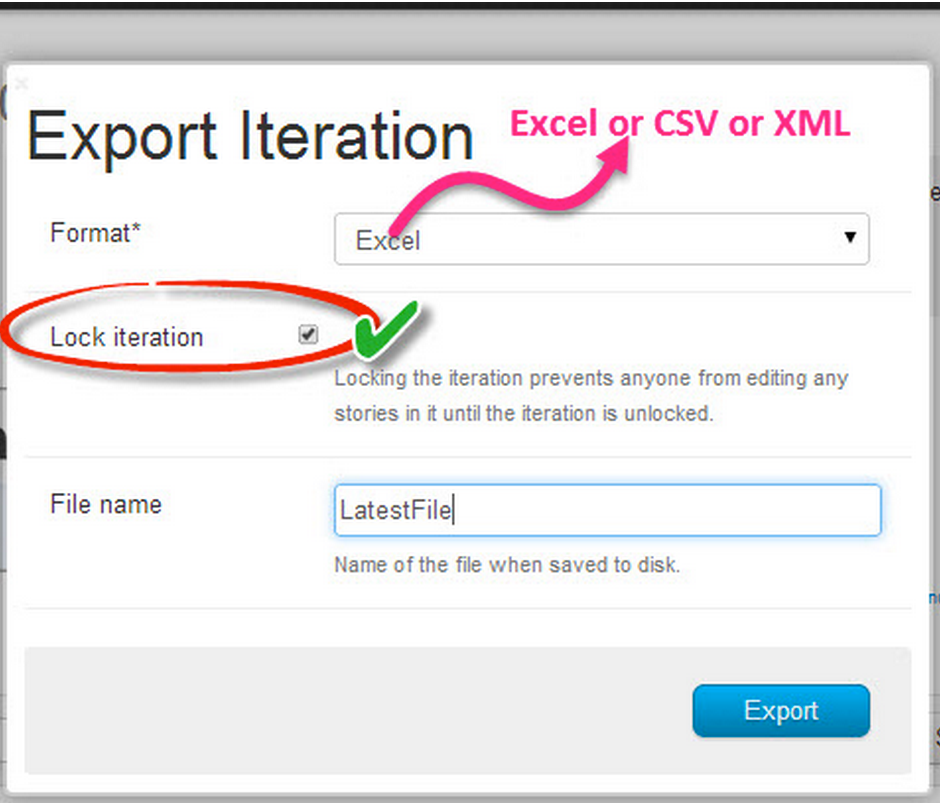 Export Iteration
Excel or CSV or XML
Format*
Excel
Lock iteration
Locking the iteration prevents anyone from editing any
stories in it until the iteration is unlocked.
File name
LatestFile
Name of the file when saved to disk.
Export